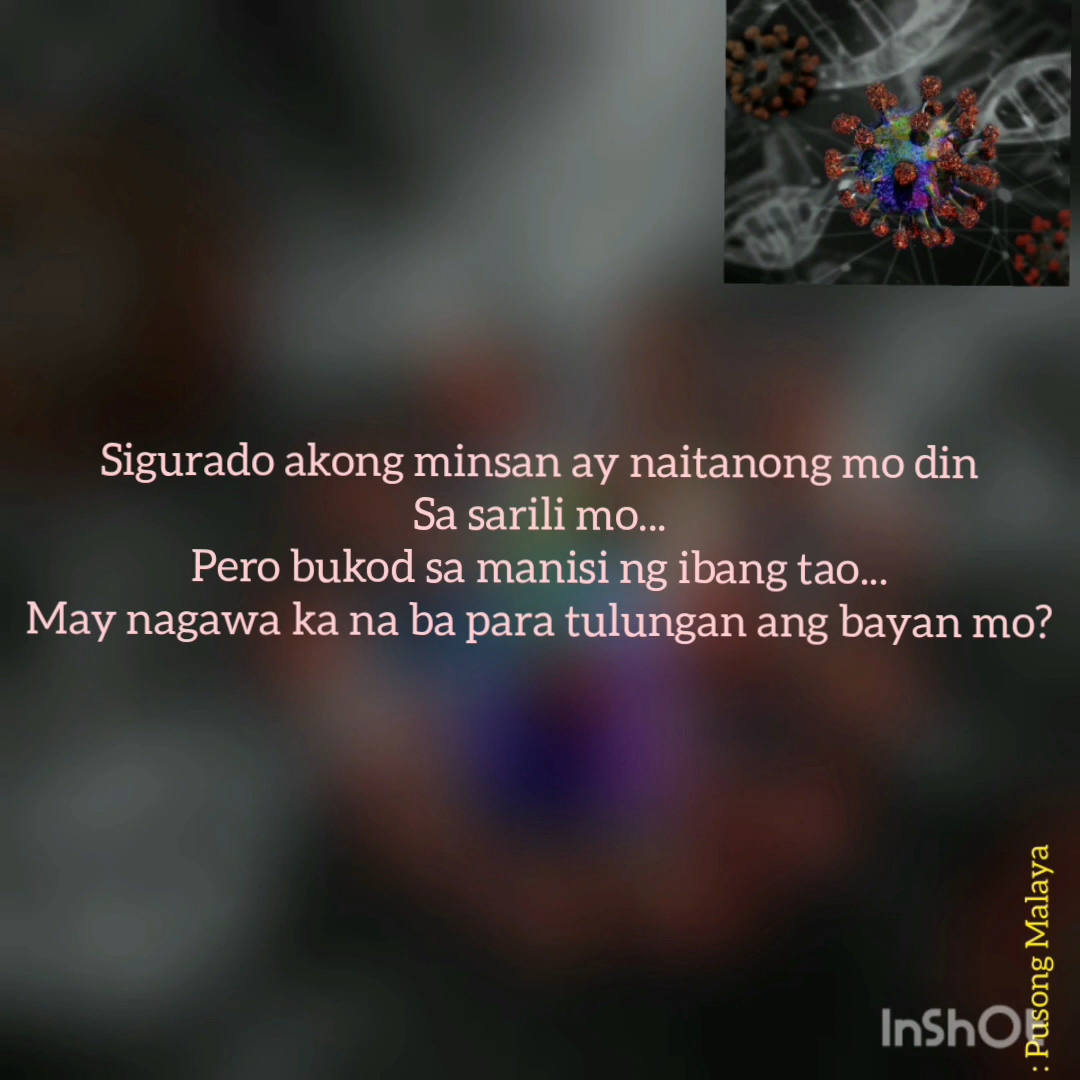 Sigurado akong minsan ay naitanong mo din
Sa sarili mo...
Pero bukod sa manisi ng ibang tao...
May nagawa ka na ba para tulungan ang bayan mo?
: Pusong Malaya
InShOt